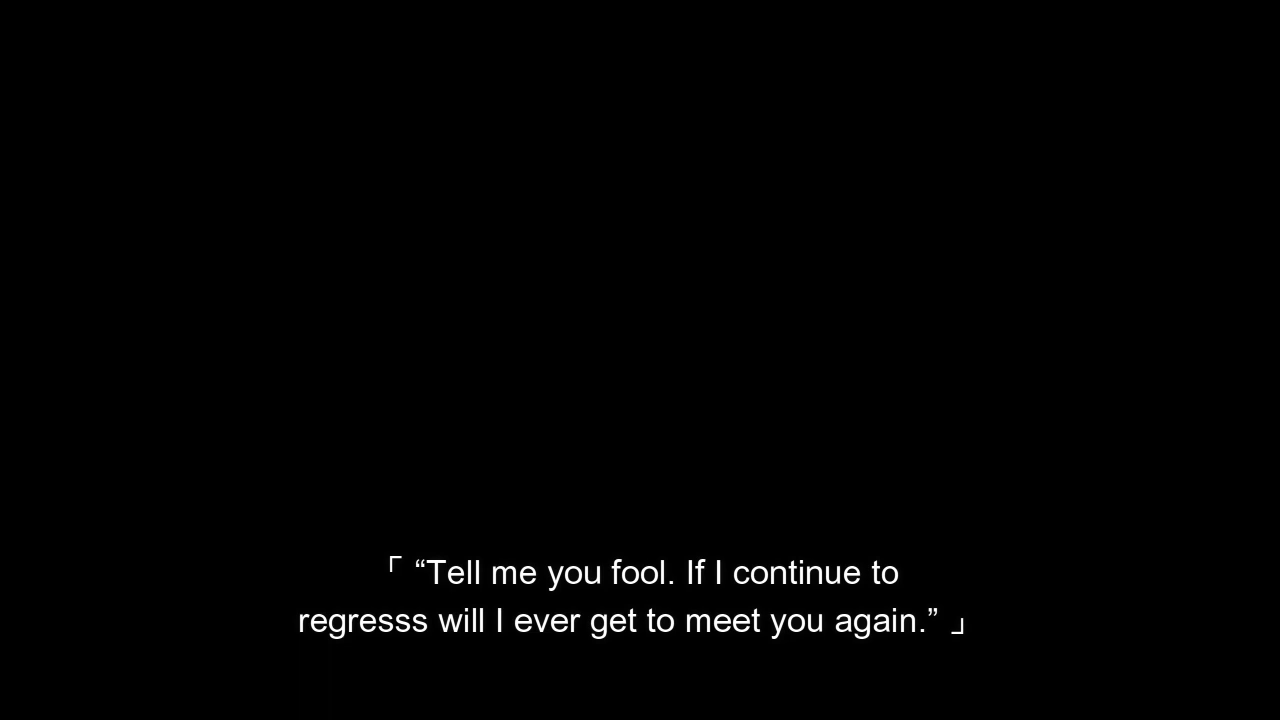 「 “Tell me you fool. If I continue to
regresss will I ever get to meet you again.” 」